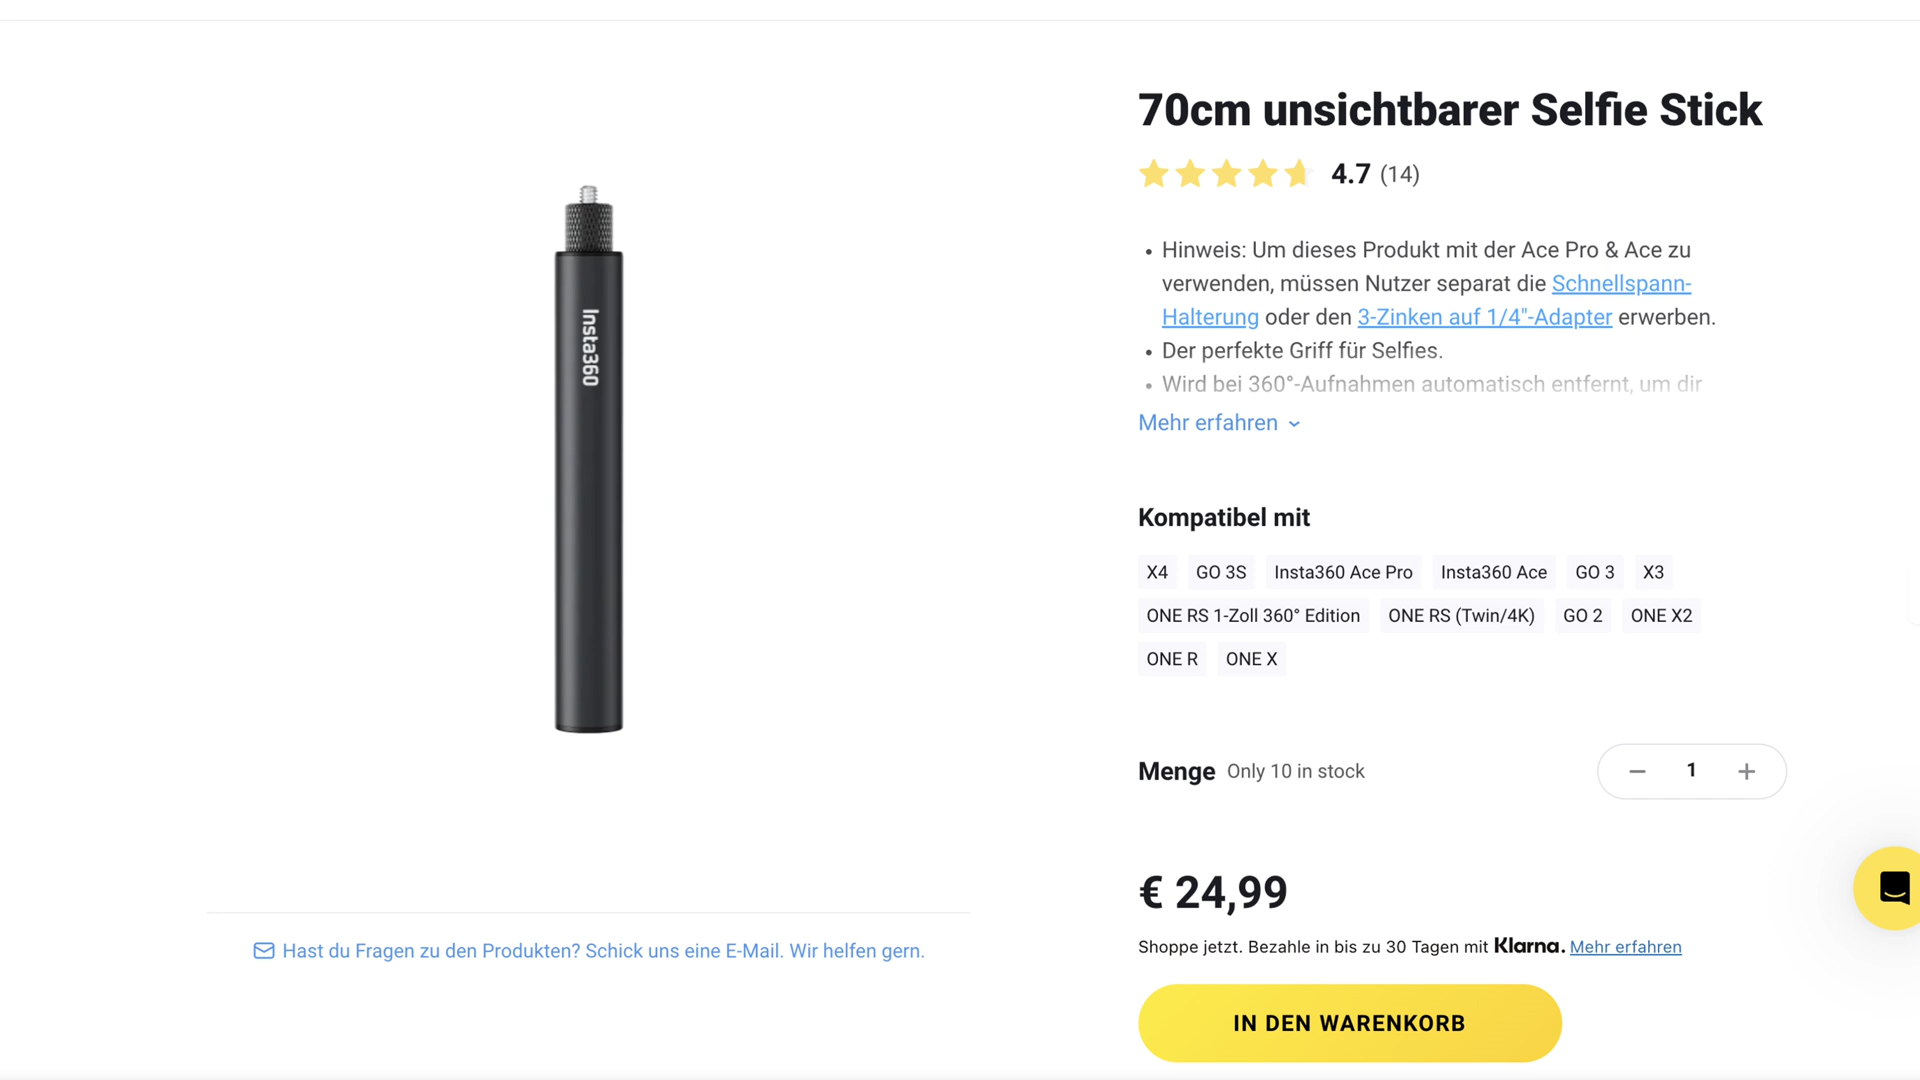 70cm unsichtbarer Selfie Stick
4.7 (14)
Insta360
• Hinweis: Um dieses Produkt mit der Ace Pro & Ace zu
verwenden, müssen Nutzer separat die Schnellspann-
Halterung oder den 3-Zinken auf 1/4"-Adapter erwerben.
• Der perfekte Griff für Selfies.
• Wird bei 360°-Aufnahmen automatisch entfernt, um dir
Mehr erfahren
Kompatibel mit
X4 GO 3S Insta360 Ace Pro Insta360 Ace GO 3 X3
ONE RS 1-Zoll 360° Edition ONE RS (Twin/4K) GO 2 ONE X2
ONE R ONE X
Menge Only 10 in stock − 1 +
€ 24,99
Shoppe jetzt. Bezahle in bis zu 30 Tagen mit Klarna. Mehr erfahren
IN DEN WARENKORB
Hast du Fragen zu den Produkten? Schick uns eine E-Mail. Wir helfen gern.